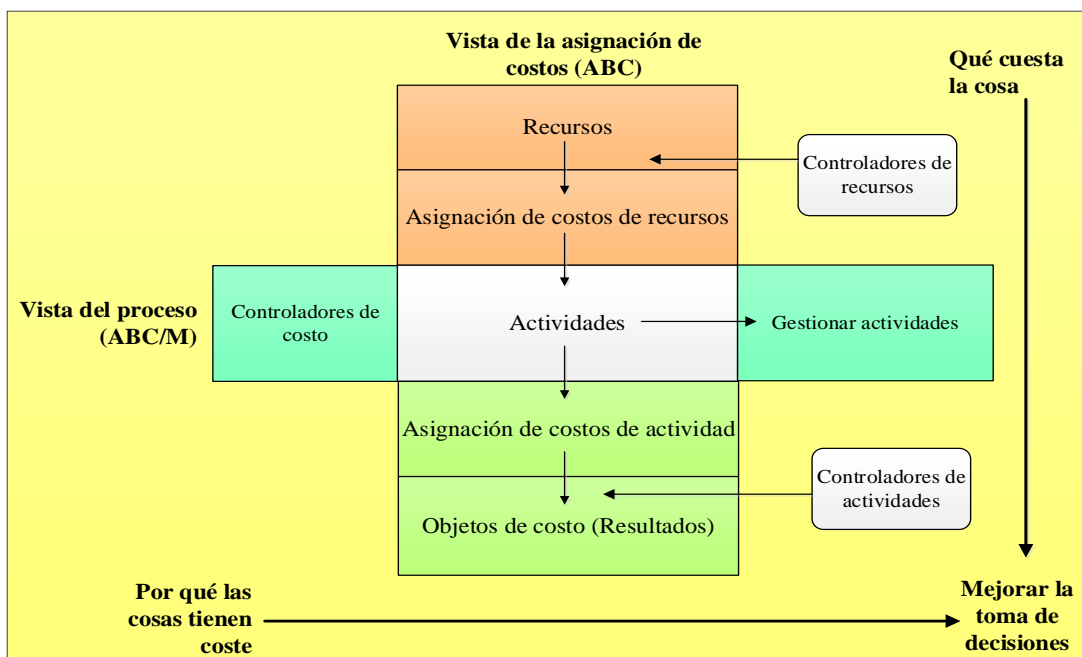 Vista de la asignación de
costos (ABC)
Qué cuesta
la cosa
Recursos
Controladores de
recursos
Asignación de costos de recursos
Vista del proceso
(ABC/M)
Controladores de
costo
Actividades
Gestionar actividades
Asignación de costos de actividad
Controladores de
actividades
Objetos de costo (Resultados)
Por qué las
cosas tienen
coste
Mejorar la
toma de
decisiones